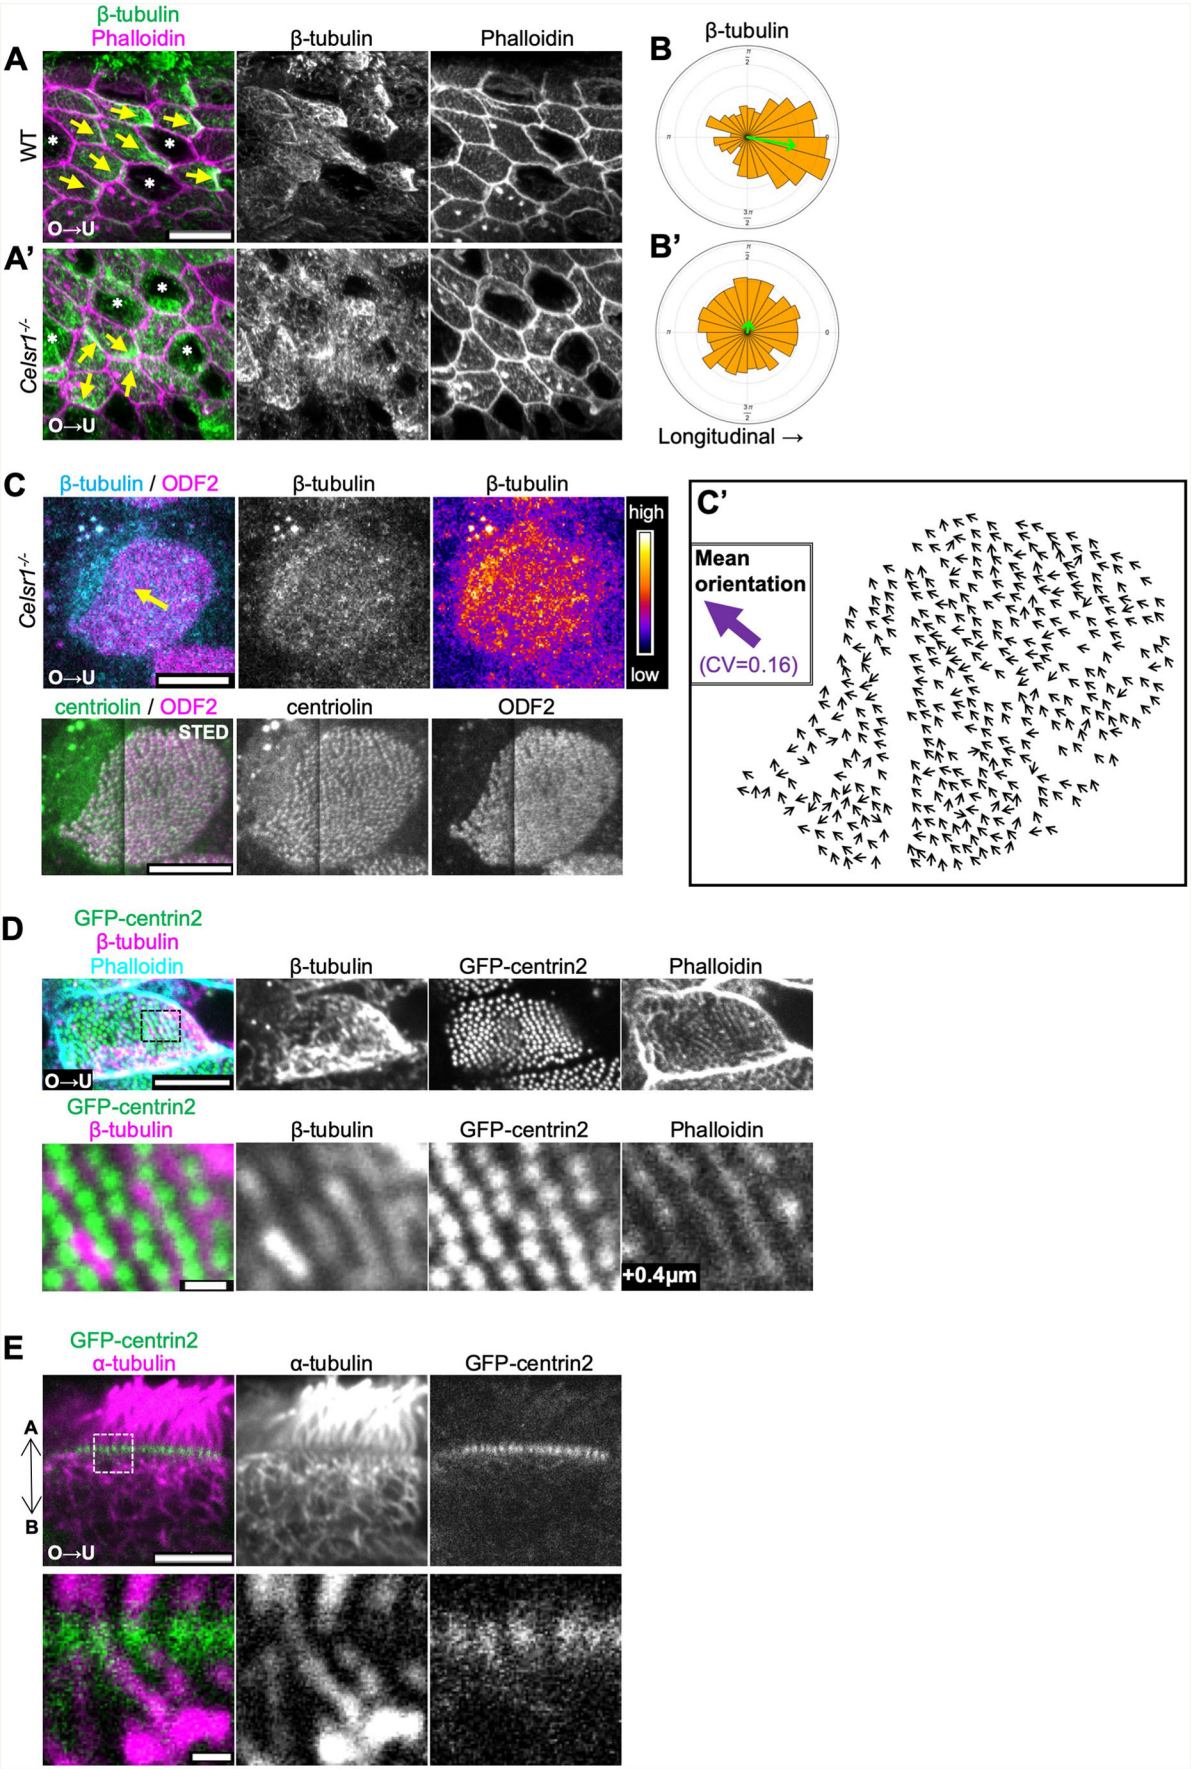 A
β-tubulin
Phalloidin
β-tubulin
Phalloidin
WT
*
*
*
O→U
A'
Celsr1-/-
*
*
*
*
O→U
B
β-tubulin
π
2
π
0
3π
2
B'
π
2
π
0
3π
2
Longitudinal →
C
β-tubulin / ODF2
β-tubulin
β-tubulin
Celsr1-/-
O→U
high
low
centriolin / ODF2
centriolin
ODF2
STED
C'
Mean
orientation
(CV=0.16)
D
GFP-centrin2
β-tubulin
Phalloidin
β-tubulin
GFP-centrin2
Phalloidin
O→U
GFP-centrin2
β-tubulin
β-tubulin
GFP-centrin2
Phalloidin
+0.4μm
E
GFP-centrin2
α-tubulin
α-tubulin
GFP-centrin2
A
B
O→U